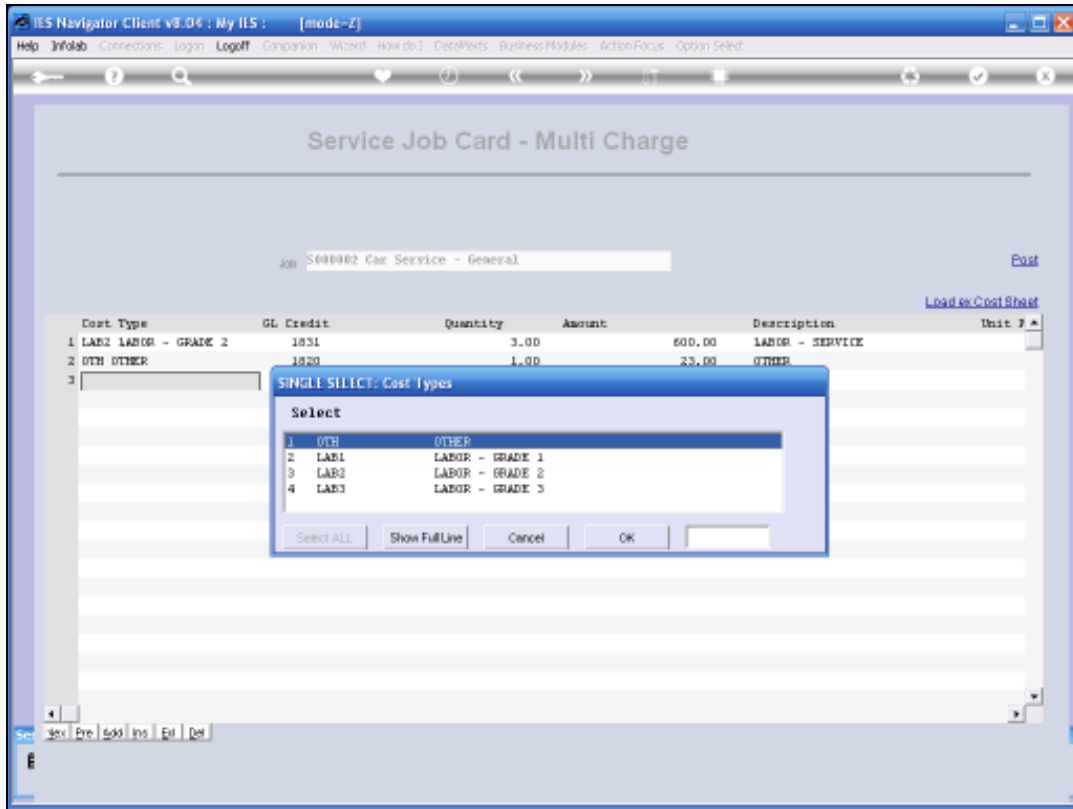 IES Navigator Client v8.04 : My IES : [mode-Z]
Help Infolab Connections Logon Logoff Companion Wizard How do I DataMarts Business Modules Action Focus Option Select
Service Job Card - Multi Charge
Job S000002 Car Service - General
Post
Load ex Cost Sheet
Cost Type GL Credit Quantity Amount Description Unit
1 LAB2 LABOR - GRADE 2 1831 3.00 600.00 LABOR - SERVICE
2 OTH OTHER 1820 1.00 23.00 OTHER
3
SINGLE SELECT: Cost Types
Select
1 OTH OTHER
2 LAB1 LABOR - GRADE 1
3 LAB2 LABOR - GRADE 2
4 LAB3 LABOR - GRADE 3
Select ALL Show Full Line Cancel OK
Pre Add Ins Del